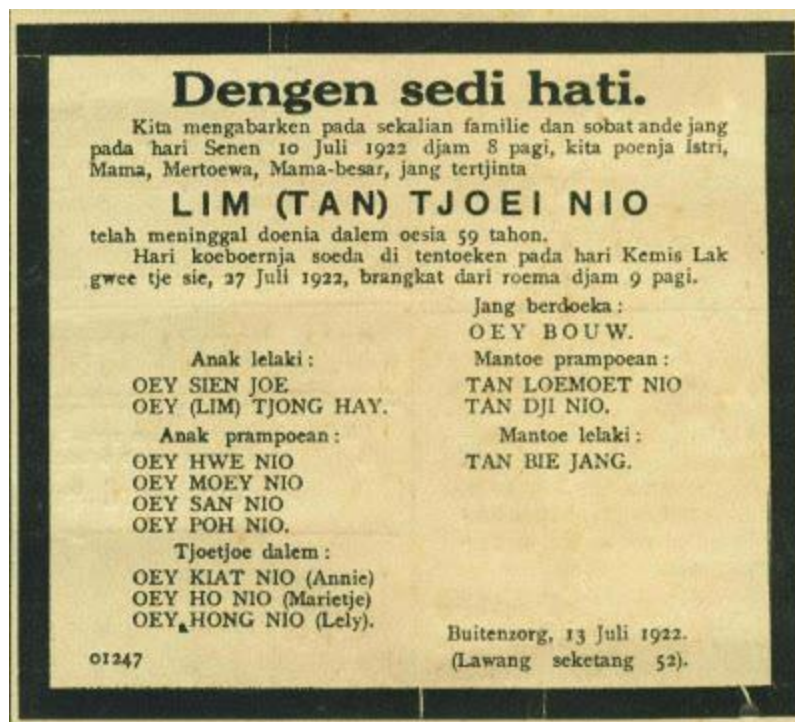 Dengen sedi hati.
Kita mengabarken pada sekalian familie dan sobat ande jang
pada hari Senen 10 Juli 1922 djam 8 pagi, kita poenja Istri,
Mama, Mertoewa, Mama-besar, jang tertjinta
LIM (TAN) TJOEI NIO
telah meninggal doenia dalem oesia 59 tahon.
Hari koeboernja soeda di tentoeken pada hari Kemis Lak
gwee tje sie, 27 Juli 1922, brangkat dari roema djam 9 pagi.
Jang berdoeka :
OEY BOUW.
Anak lelaki :
OEY SIEN JOE
OEY (LIM) TJONG HAY.
Mantoe prampoean :
TAN LOEMOET NIO
TAN DJI NIO.
Anak prampoean :
OEY HWE NIO
OEY MOEY NIO
OEY SAN NIO
OEY POH NIO.
Mantoe lelaki :
TAN BIE JANG.
Tjoetjoe dalem :
OEY KIAT NIO (Annie)
OEY HO NIO (Marietje)
OEY HONG NIO (Lely).
Buitenzorg, 13 Juli 1922.
(Lawang seketang 52).
01247